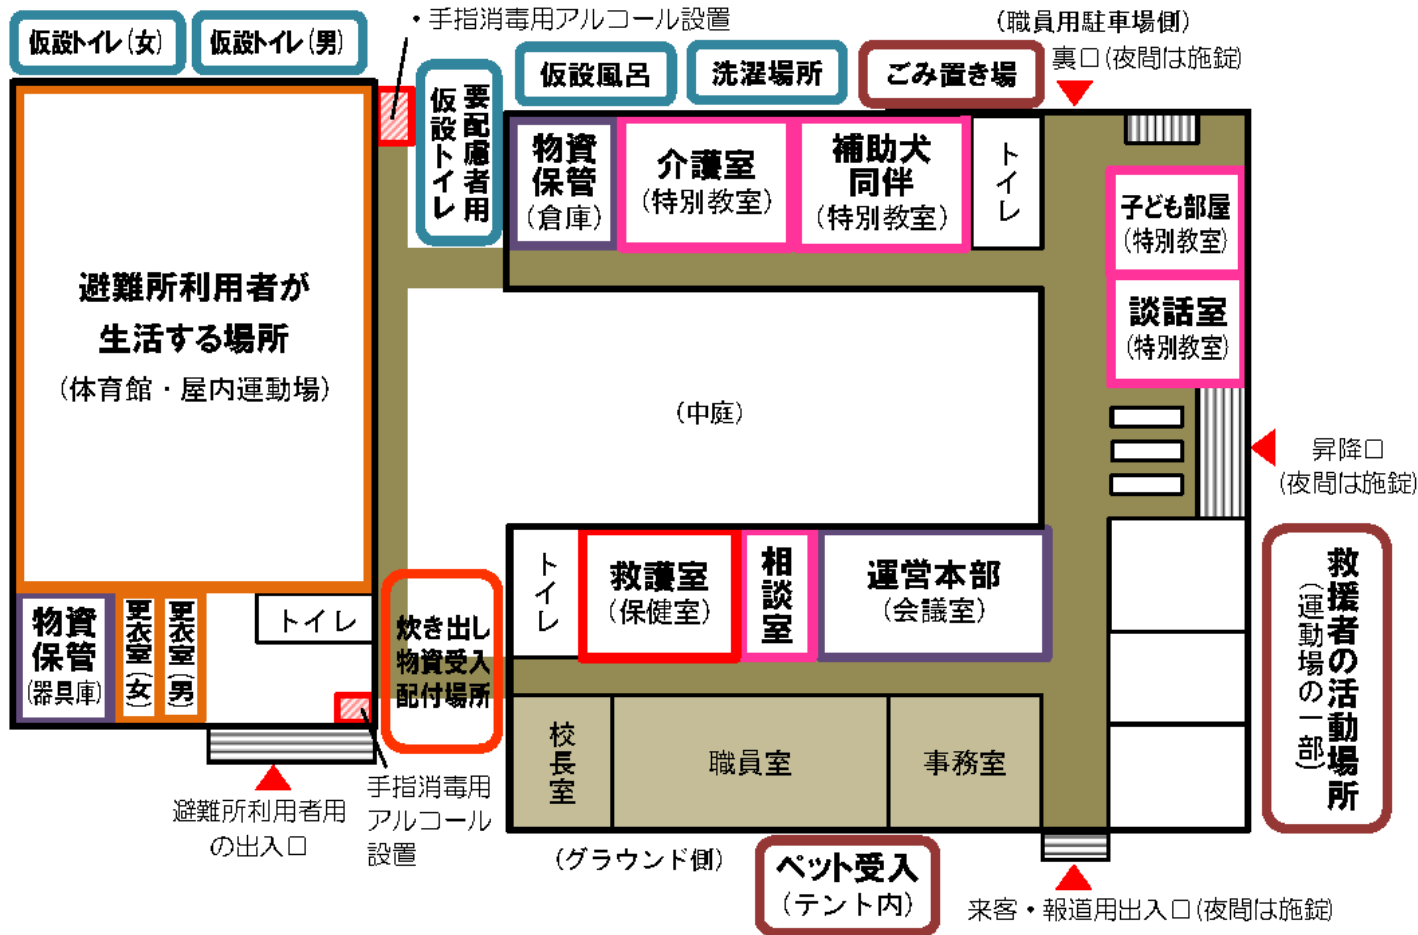 ・手指消毒用アルコール設置
(職員用駐車場側)
裏口(夜間は施錠)
仮設トイレ(女)
仮設トイレ(男)
要配慮者用
仮設トイレ
仮設風呂
洗濯場所
ごみ置き場
物資
保管
(倉庫)
介護室
(特別教室)
補助犬
同伴
(特別教室)
トイレ
子ども部屋
(特別教室)
談話室
(特別教室)
避難所利用者が
生活する場所
(体育館・屋内運動場)
(中庭)
昇降口
(夜間は施錠)
トイレ
救護室
(保健室)
相談室
運営本部
(会議室)
救援者の活動場所
(運動場の一部)
物資
保管
(器具庫)
更衣室(女)
更衣室(男)
トイレ
炊き出し
物資受入
配付場所
校長室
職員室
事務室
手指消毒用
アルコール
設置
避難所利用者用
の出入口
(グラウンド側)
ペット受入
(テント内)
来客・報道用出入口(夜間は施錠)